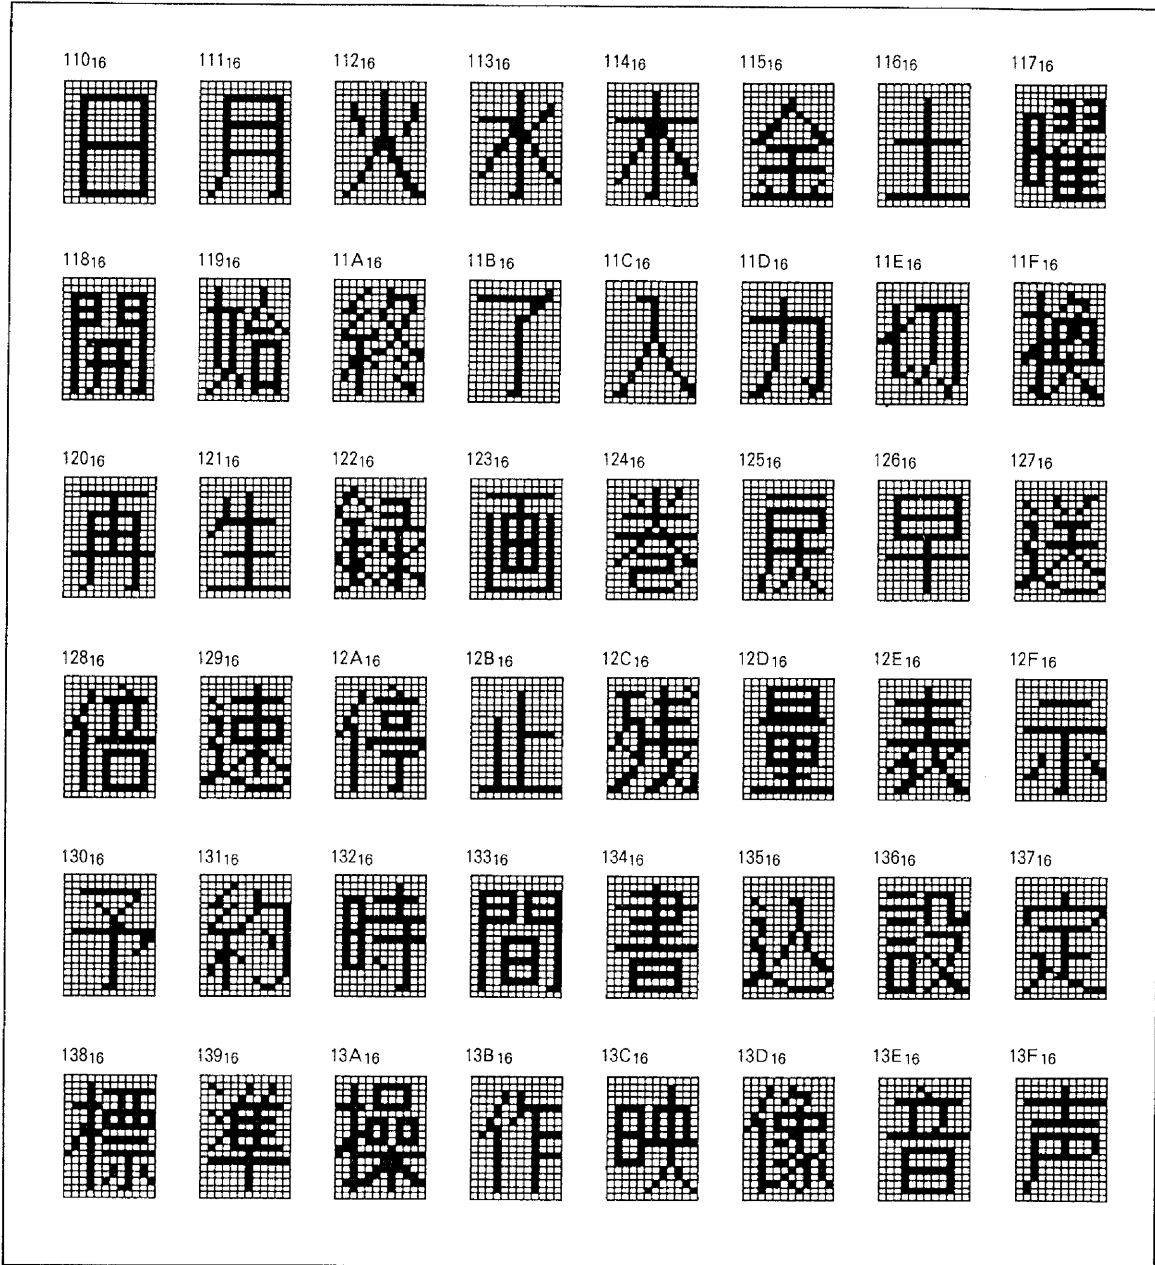 110₁₆ 111₁₆ 112₁₆ 113₁₆ 114₁₆ 115₁₆ 116₁₆ 117₁₆
日 月 火 水 木 金 土 曜
118₁₆ 119₁₆ 11A₁₆ 11B₁₆ 11C₁₆ 11D₁₆ 11E₁₆ 11F₁₆
開 始 終 了 入 力 切 換
120₁₆ 121₁₆ 122₁₆ 123₁₆ 124₁₆ 125₁₆ 126₁₆ 127₁₆
再 生 録 画 巻 戻 早 送
128₁₆ 129₁₆ 12A₁₆ 12B₁₆ 12C₁₆ 12D₁₆ 12E₁₆ 12F₁₆
倍 速 停 止 残 量 表 示
130₁₆ 131₁₆ 132₁₆ 133₁₆ 134₁₆ 135₁₆ 136₁₆ 137₁₆
予 約 時 間 書 込 設 定
138₁₆ 139₁₆ 13A₁₆ 13B₁₆ 13C₁₆ 13D₁₆ 13E₁₆ 13F₁₆
標 準 操 作 映 像 音 声